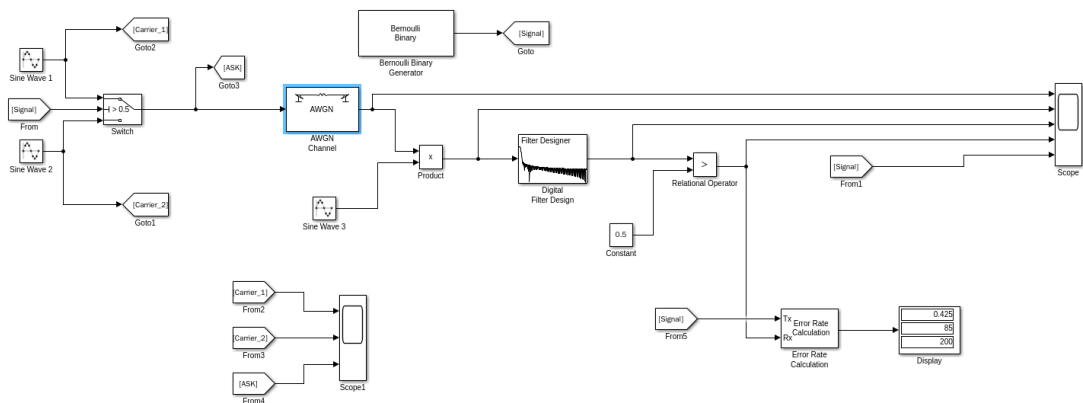 [Carrier_1]
Goto2
Bernoulli
Binary
Bernoulli Binary
Generator
[Signal]
Goto
Sine Wave 1
[ASK]
Goto3
[Signal]
From
> 0.5
Switch
AWGN
AWGN
Channel
Scope
Sine Wave 2
x
Product
Filter Designer
Digital
Filter Design
>
Relational Operator
[Signal]
From1
[Carrier_2]
Goto1
Sine Wave 3
0.5
Constant
[Carrier_1]
From2
[Carrier_2]
From3
[ASK]
From4
Scope1
[Signal]
From5
Tx
Rx
Error Rate
Calculation
Error Rate
Calculation
0.425
85
200
Display